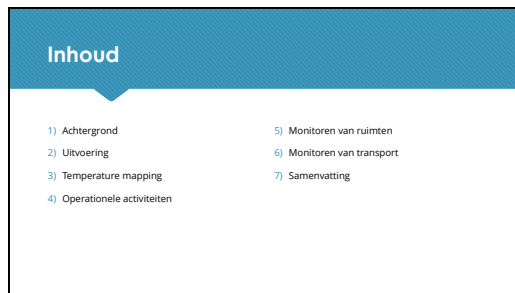 Inhoud
1) Achtergrond
2) Uitvoering
3) Temperature mapping
4) Operationele activiteiten
5) Monitoren van ruimten
6) Monitoren van transport
7) Samenvatting